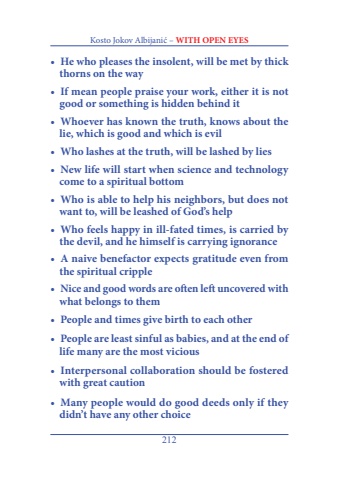 Kosto Jokov Albijanić – WITH OPEN EYES
• He who pleases the insolent, will be met by thick
thorns on the way
• If mean people praise your work, either it is not
good or something is hidden behind it
• Whoever has known the truth, knows about the
lie, which is good and which is evil
• Who lashes at the truth, will be lashed by lies
• New life will start when science and technology
come to a spiritual bottom
• Who is able to help his neighbors, but does not
want to, will be leashed of God's help
• Who feels happy in ill-fated times, is carried by
the devil, and he himself is carrying ignorance
• A naive benefactor expects gratitude even from
the spiritual cripple
• Nice and good words are often left uncovered with
what belongs to them
• People and times give birth to each other
• People are least sinful as babies, and at the end of
life many are the most vicious
• Interpersonal collaboration should be fostered
with great caution
• Many people would do good deeds only if they
didn't have any other choice
212